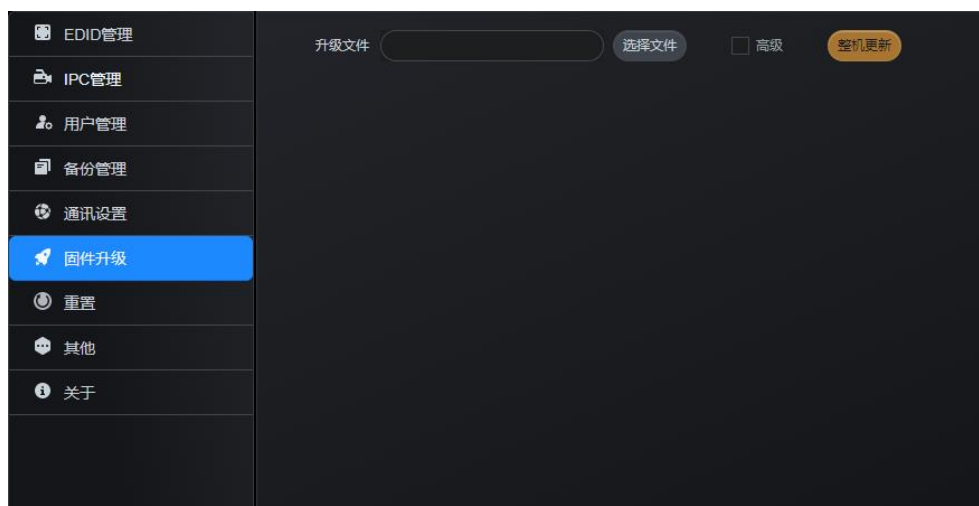 EDID管理
IPC管理
用户管理
备份管理
通讯设置
固件升级
重置
其他
关于
升级文件 选择文件 高级 整机更新